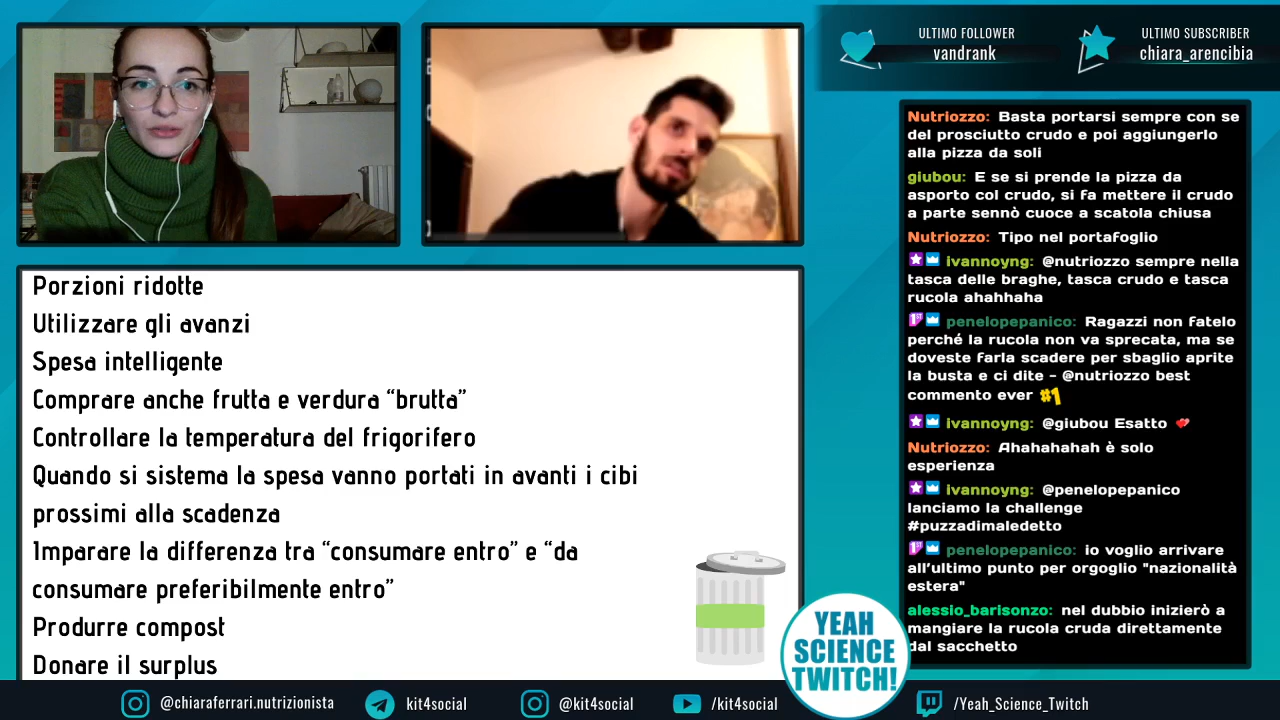 ULTIMO FOLLOWER
vandrank
ULTIMO SUBSCRIBER
chiara_arencibia
Porzioni ridotte
Utilizzare gli avanzi
Spesa intelligente
Comprare anche frutta e verdura “brutta”
Controllare la temperatura del frigorifero
Quando si sistema la spesa vanno portati in avanti i cibi
prossimi alla scadenza
Imparare la differenza tra “consumare entro” e “da
consumare preferibilmente entro”
Produrre compost
Donare il surplus
Nutriozzo: Basta portarsi sempre con se
del prosciutto crudo e poi aggiungerlo
alla pizza da soli
giubou: E se si prende la pizza da
asporto col crudo, si fa mettere il crudo
a parte sennò cuoce a scatola chiusa
Nutriozzo: Tipo nel portafoglio
ivannoyng: @nutriozzo sempre nella
tasca delle braghe, tasca crudo e tasca
rucola ahahhaha
1ST penelopepanico: Ragazzi non fatelo
perché la rucola non va sprecata, ma se
doveste farla scadere per sbaglio aprite
la busta e ci dite - @nutriozzo best
commento ever #1
ivannoyng: @giubou Esatto
Nutriozzo: Ahahahahah è solo
esperienza
ivannoyng: @penelopepanico
lanciamo la challenge
#puzzadimaledetto
1ST penelopepanico: io voglio arrivare
all'ultimo punto per orgoglio "nazionalità
estera"
alessio_barisonzo: nel dubbio inizierò a
mangiare la rucola cruda direttamente
dal sacchetto
YEAH
SCIENCE
TWITCH!
@chiaraferrari.nutrizionista
kit4social
@kit4social
/kit4social
/Yeah_Science_Twitch